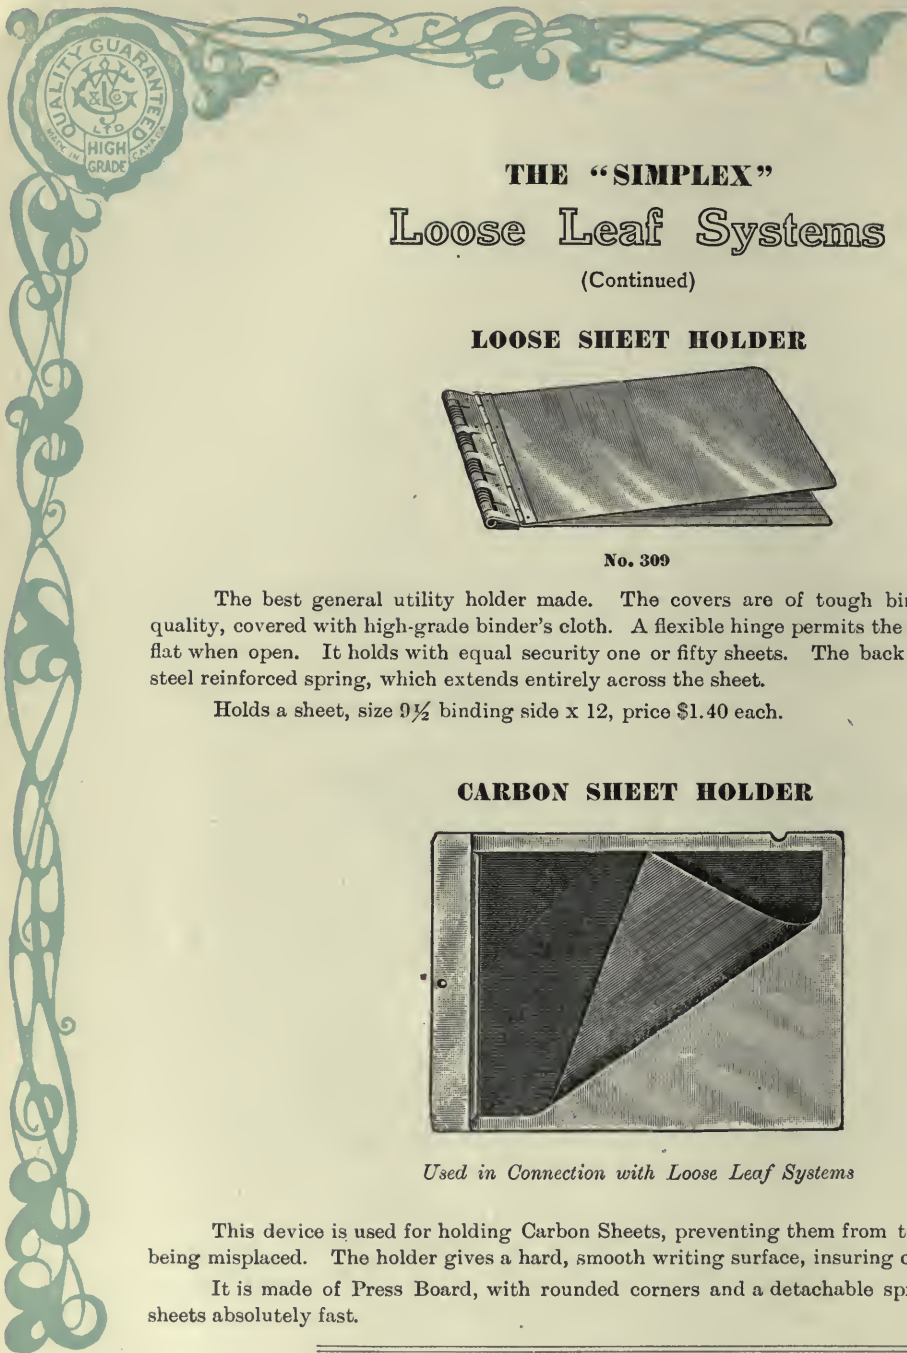 QUALITY GUARANTEED
LTD
MADE IN CANADA
HIGH
GRADE
THE “SIMPLEX”
Loose Leaf Systems
(Continued)
LOOSE SHEET HOLDER
No. 309
The best general utility holder made. The covers are of tough
quality, covered with high-grade binder's cloth. A flexible hinge permits the
flat when open. It holds with equal security one or fifty sheets. The back
steel reinforced spring, which extends entirely across the sheet.
Holds a sheet, size 9½ binding side x 12, price $1.40 each.
CARBON SHEET HOLDER
Used in Connection with Loose Leaf Systems
This device is used for holding Carbon Sheets, preventing them from
being misplaced. The holder gives a hard, smooth writing surface, insuring
It is made of Press Board, with rounded corners and a detachable
sheets absolutely fast.